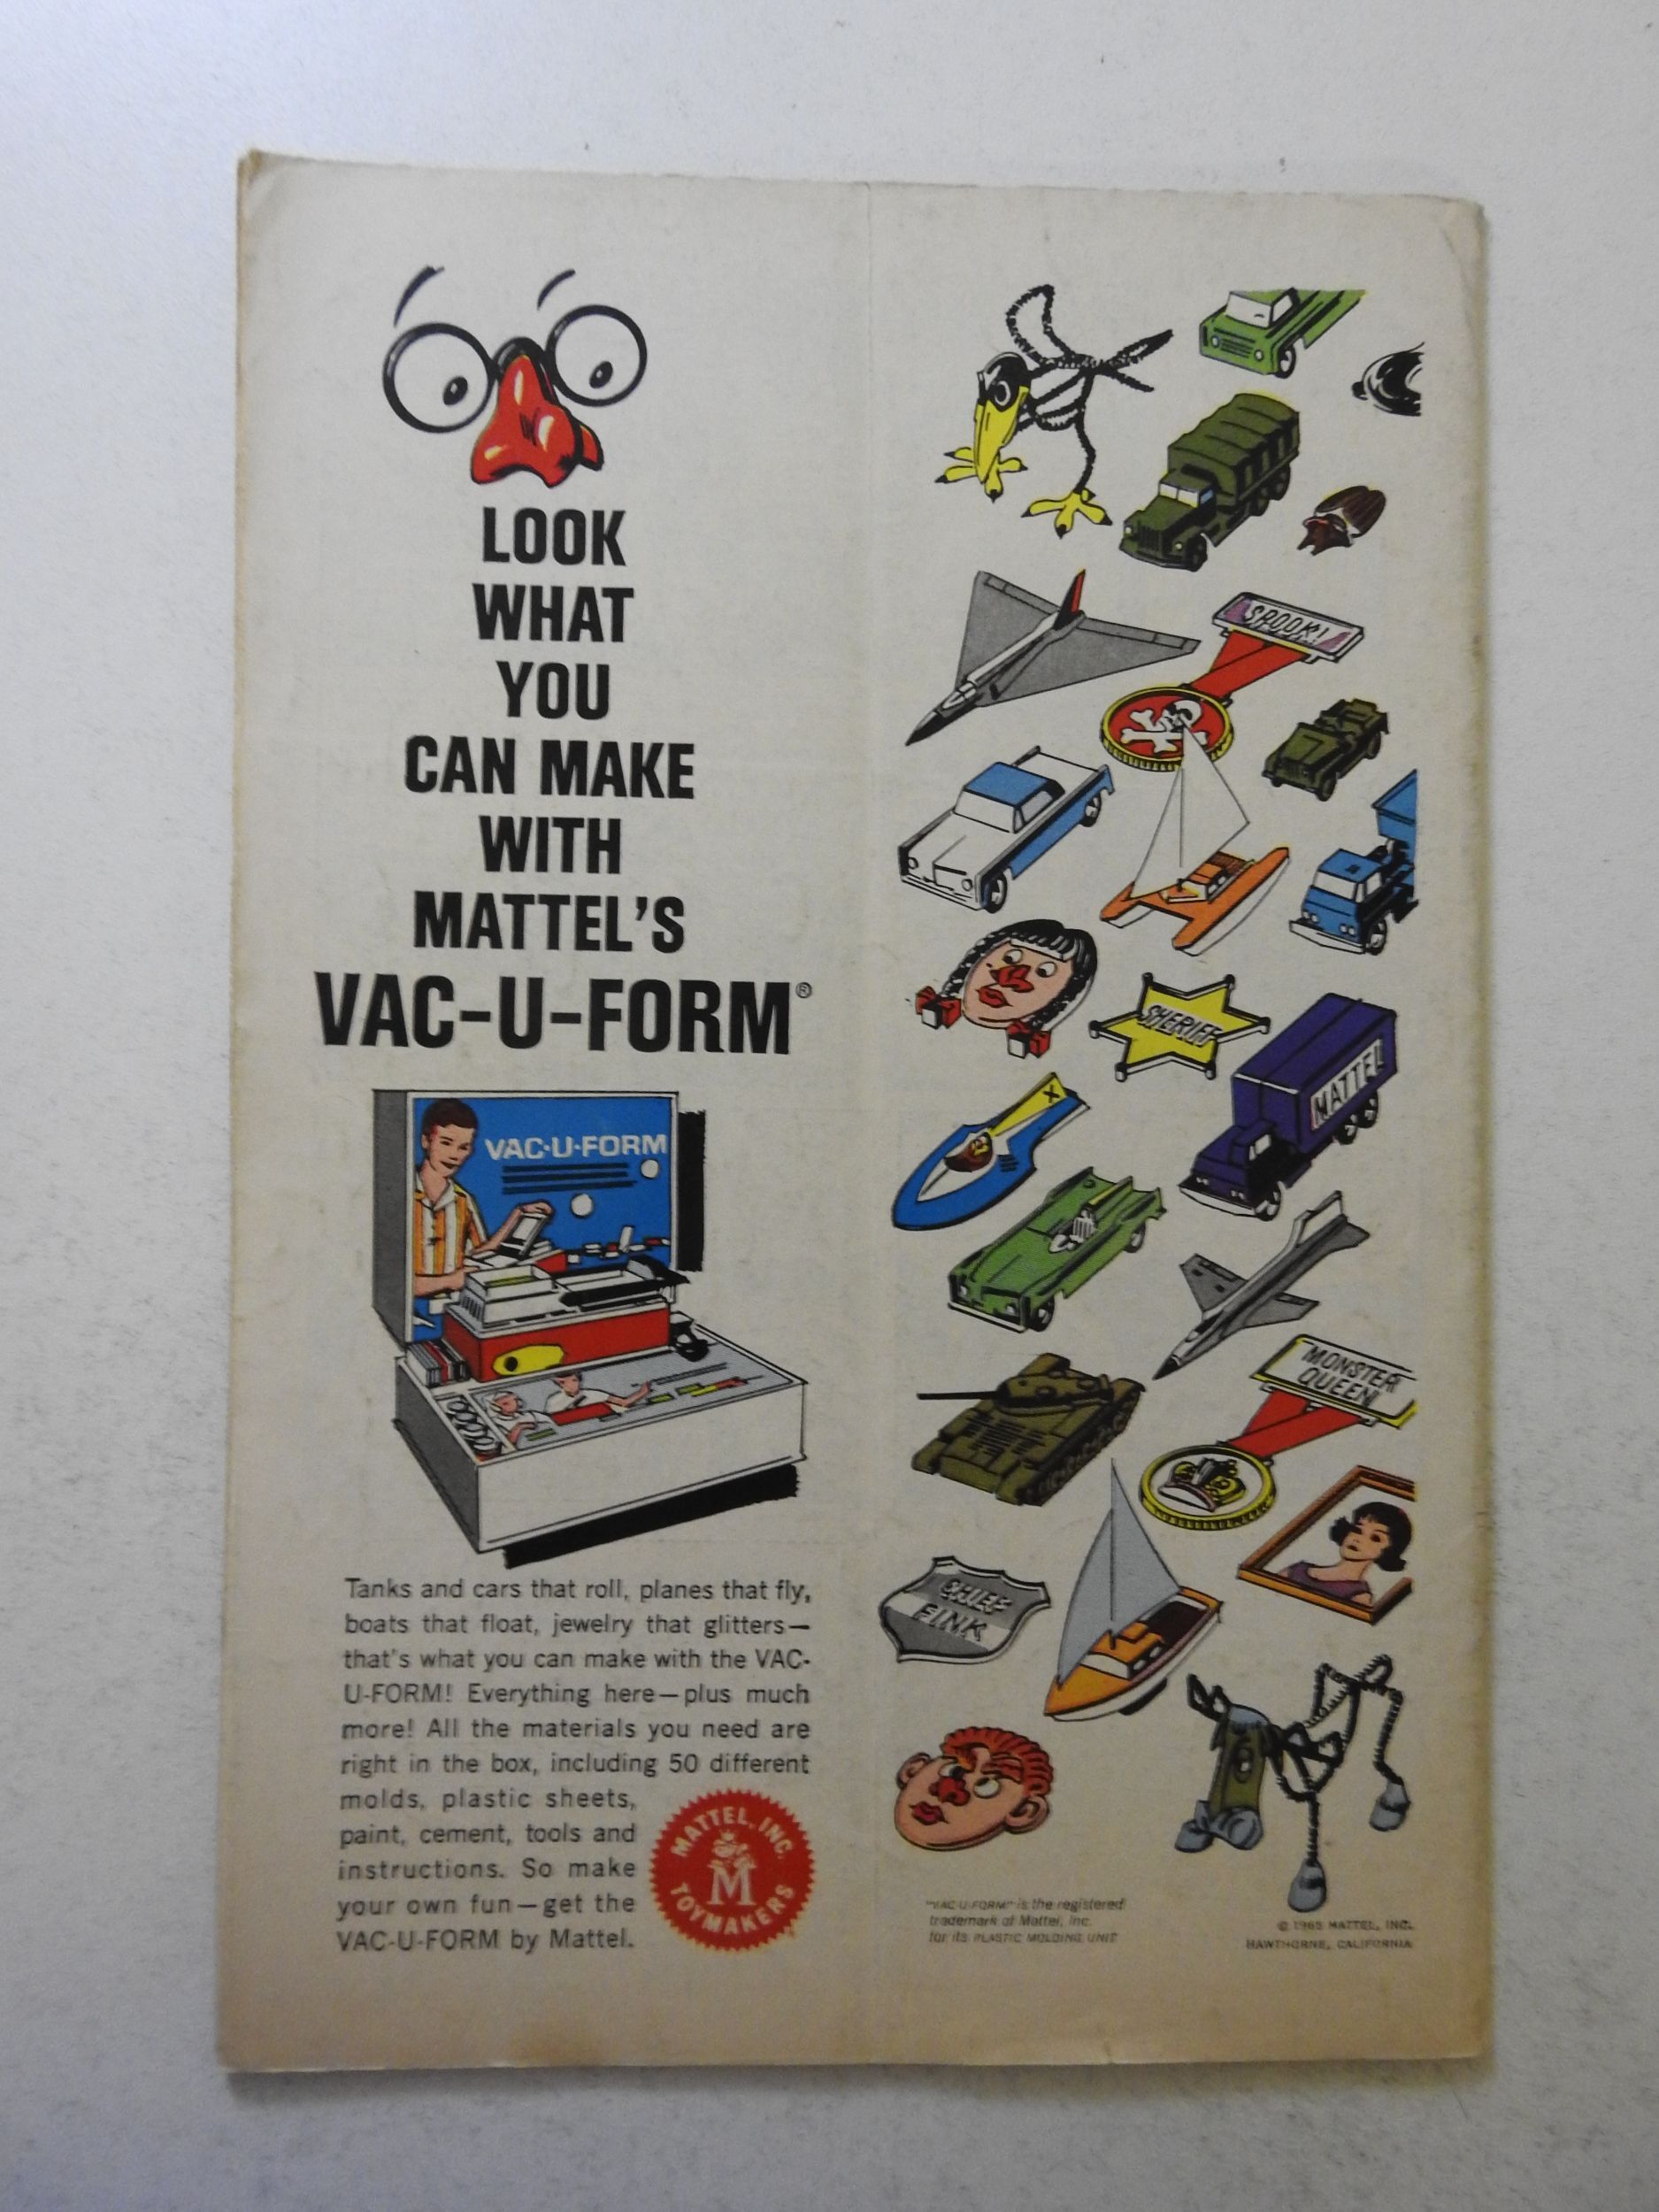 LOOK
WHAT
YOU
CAN MAKE
WITH
MATTEL'S
VAC-U-FORM®
VAC·U·FORM
Tanks and cars that roll, planes that fly,
boats that float, jewelry that glitters—
that's what you can make with the VAC-
U-FORM! Everything here—plus much
more! All the materials you need are
right in the box, including 50 different
molds, plastic sheets,
paint, cement, tools and
instructions. So make
your own fun—get the
VAC-U-FORM by Mattel.
MATTEL, INC.
M
TOYMAKERS
SPOOK!
SHERIFF
X
MATTEL
MONSTER
QUEEN
CHIEF
FINK
"VAC-U-FORM" is the registered
trademark of Mattel, Inc.
for its PLASTIC MOLDING UNIT
© 1965 MATTEL, INC.
HAWTHORNE, CALIFORNIA